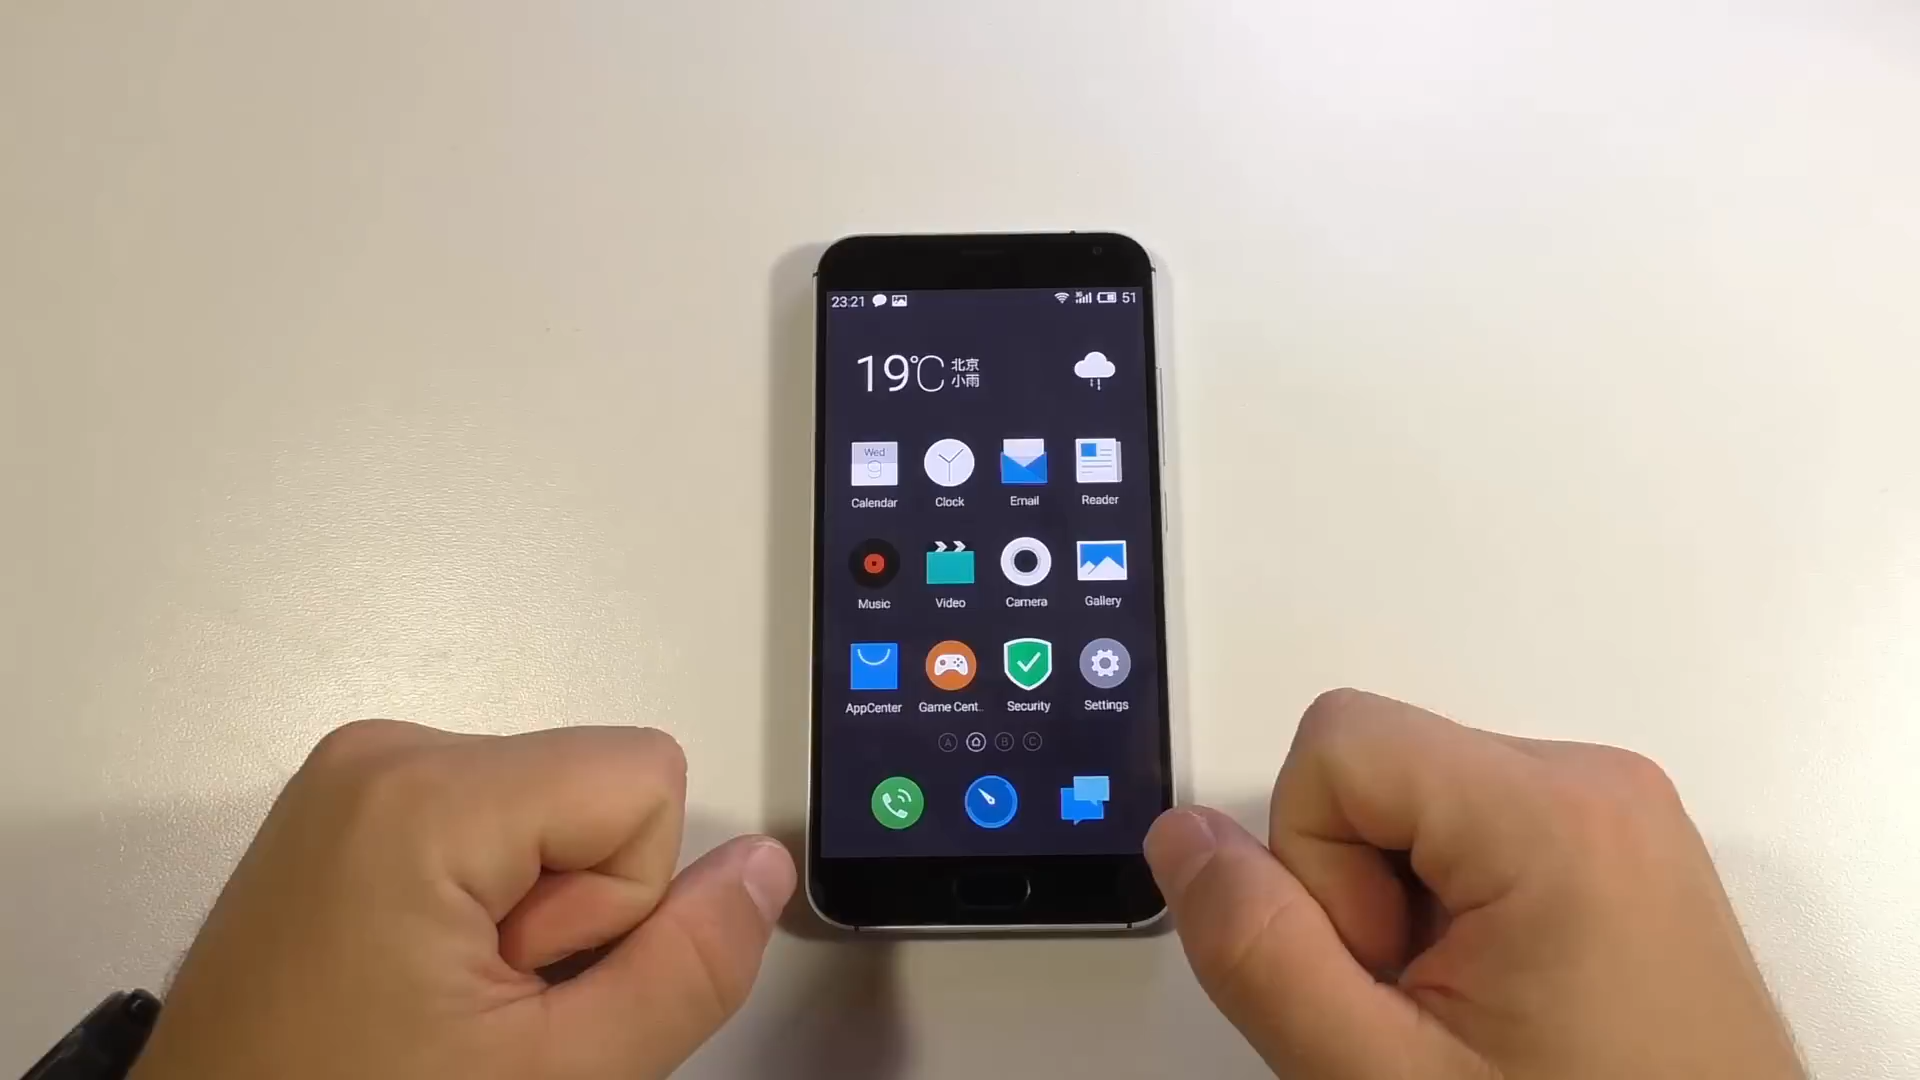 23:21 51
19°C 北京
小雨
Wed
9
Calendar Clock Email Reader
Music Video Camera Gallery
AppCenter Game Cent.. Security Settings
A B C